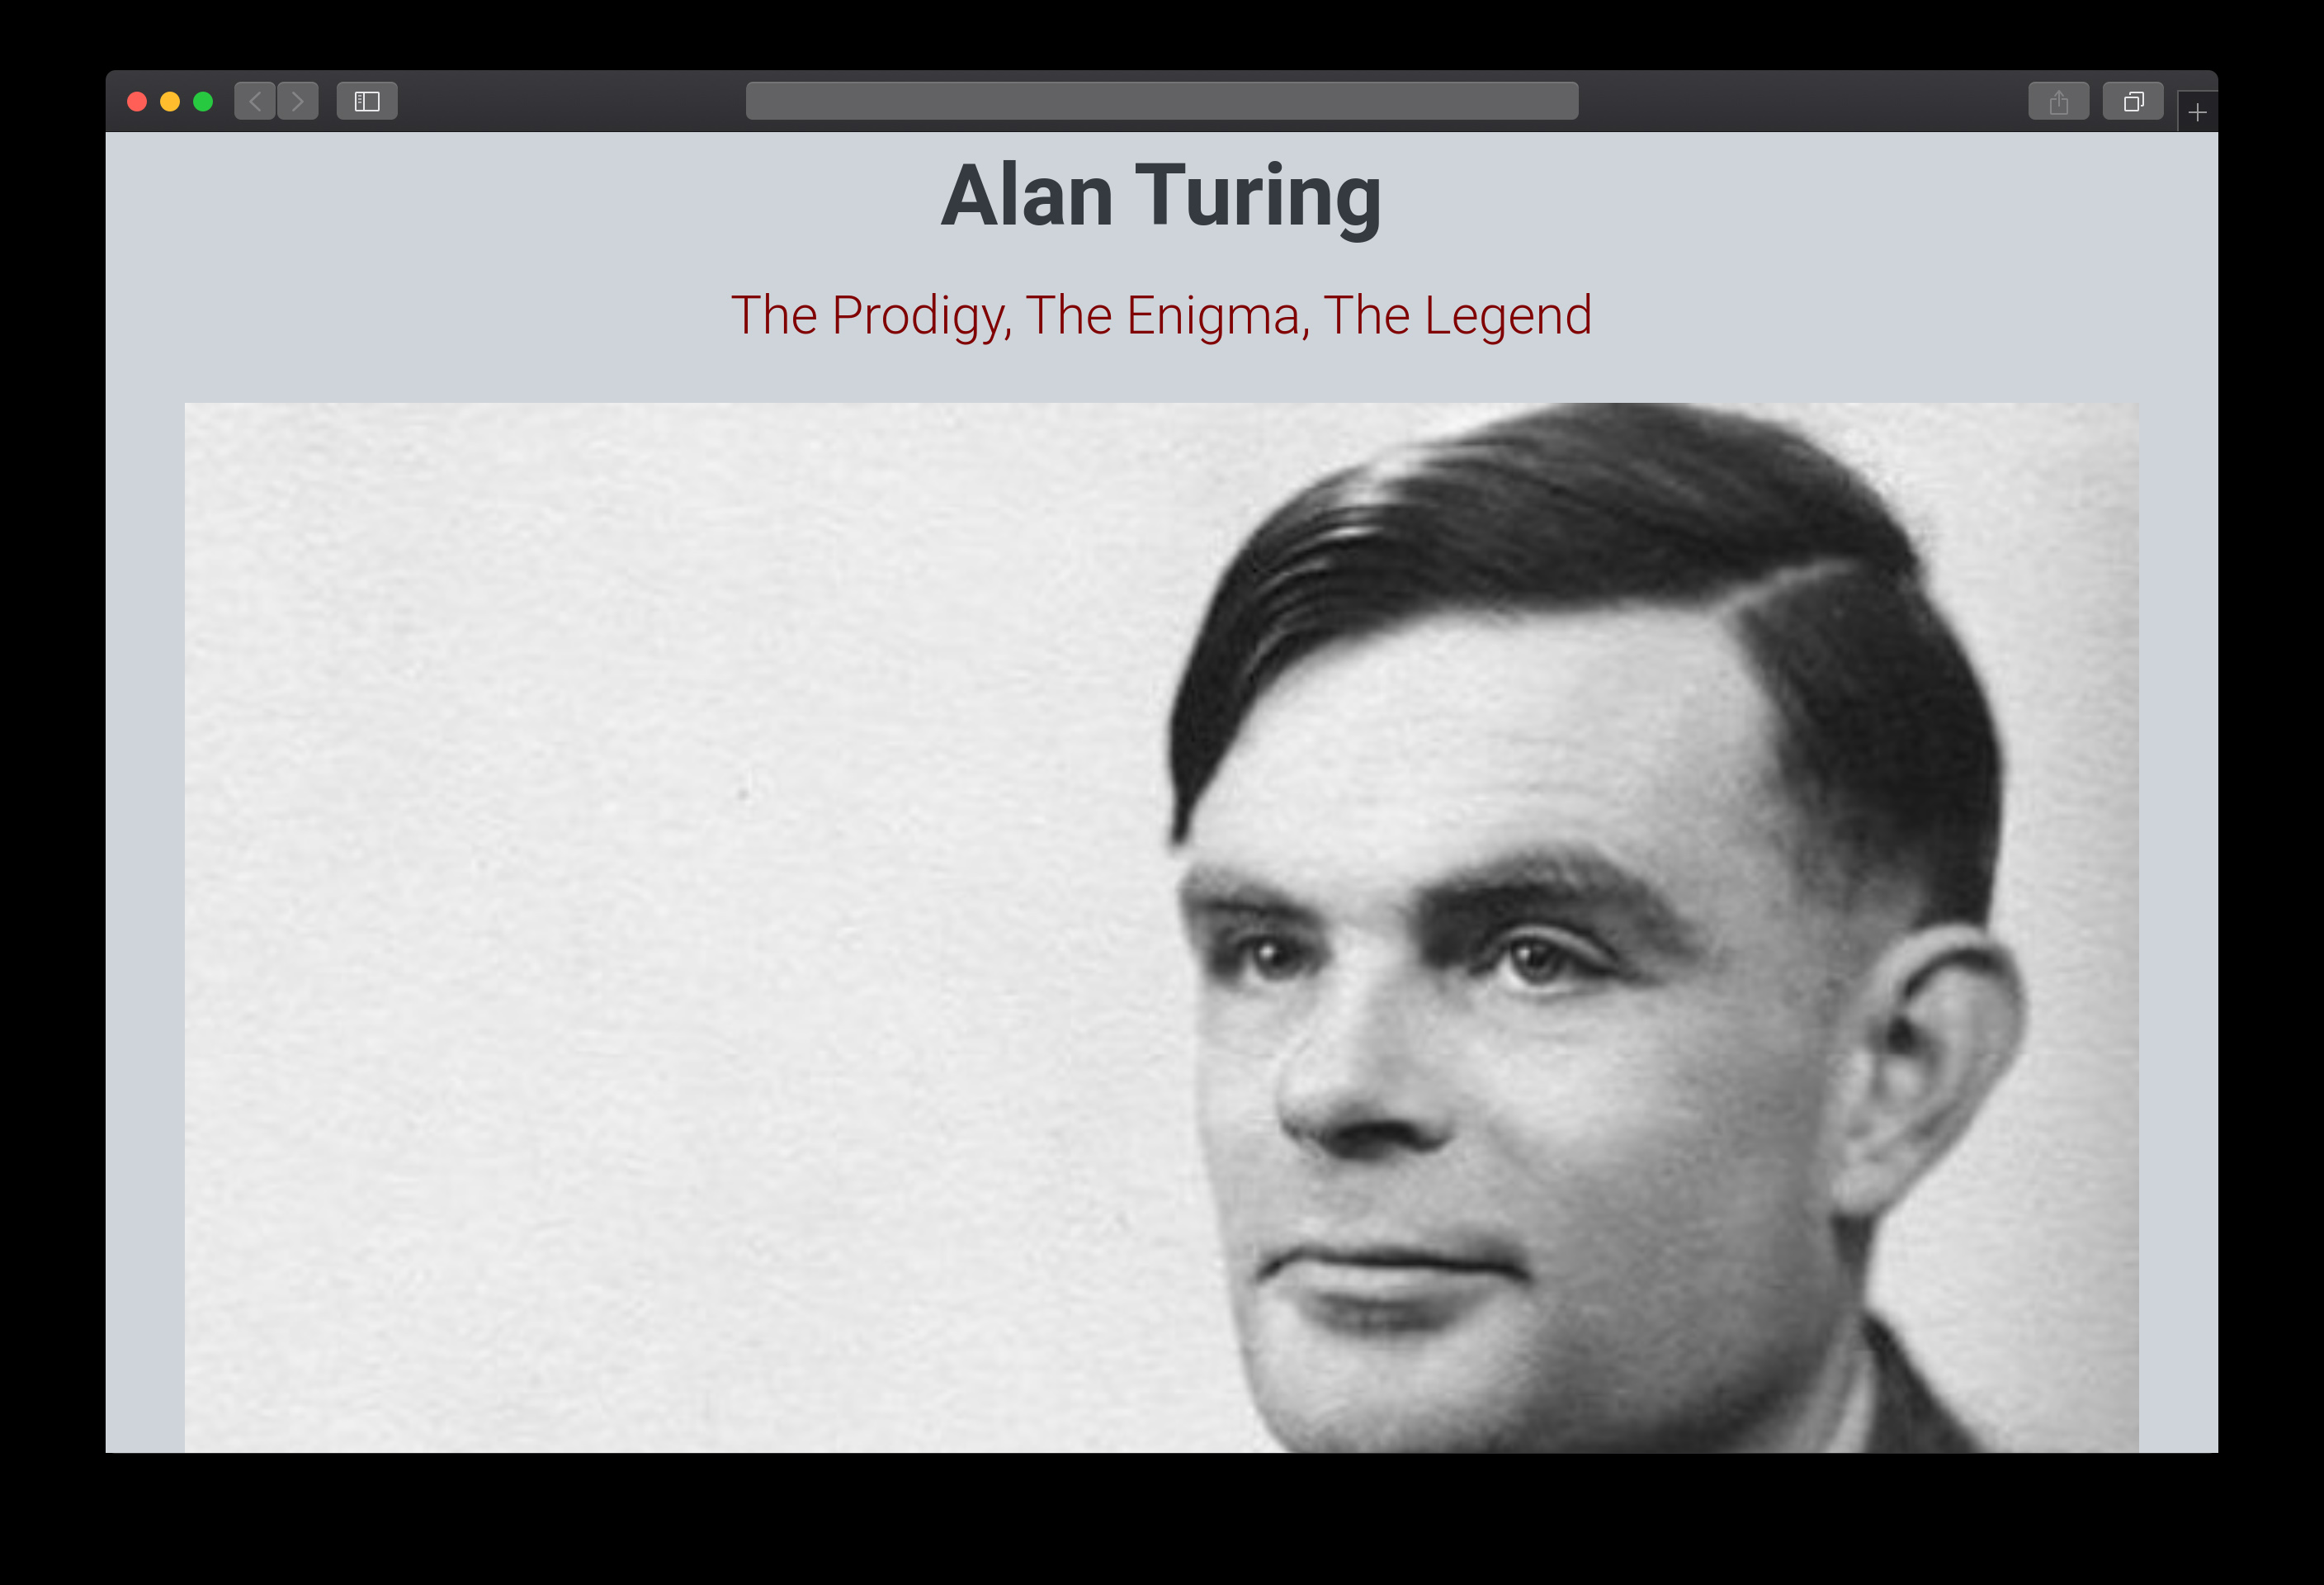 Alan Turing
The Prodigy, The Enigma, The Legend